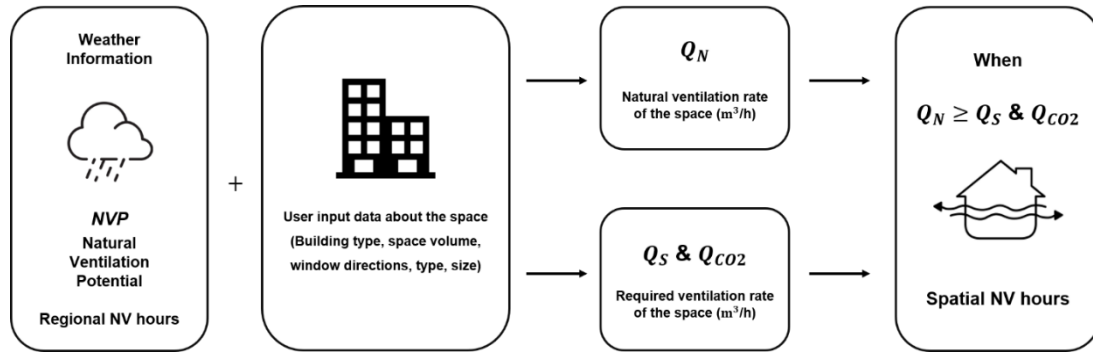 Weather
Information
NVP
Natural
Ventilation
Potential
Regional NV hours
+
User input data about the space
(Building type, space volume,
window directions, type, size)
Q_N
Natural ventilation rate
of the space (m³/h)
Q_S & Q_CO2
Required ventilation rate
of the space (m³/h)
When
Q_N ≥ Q_S & Q_CO2
Spatial NV hours